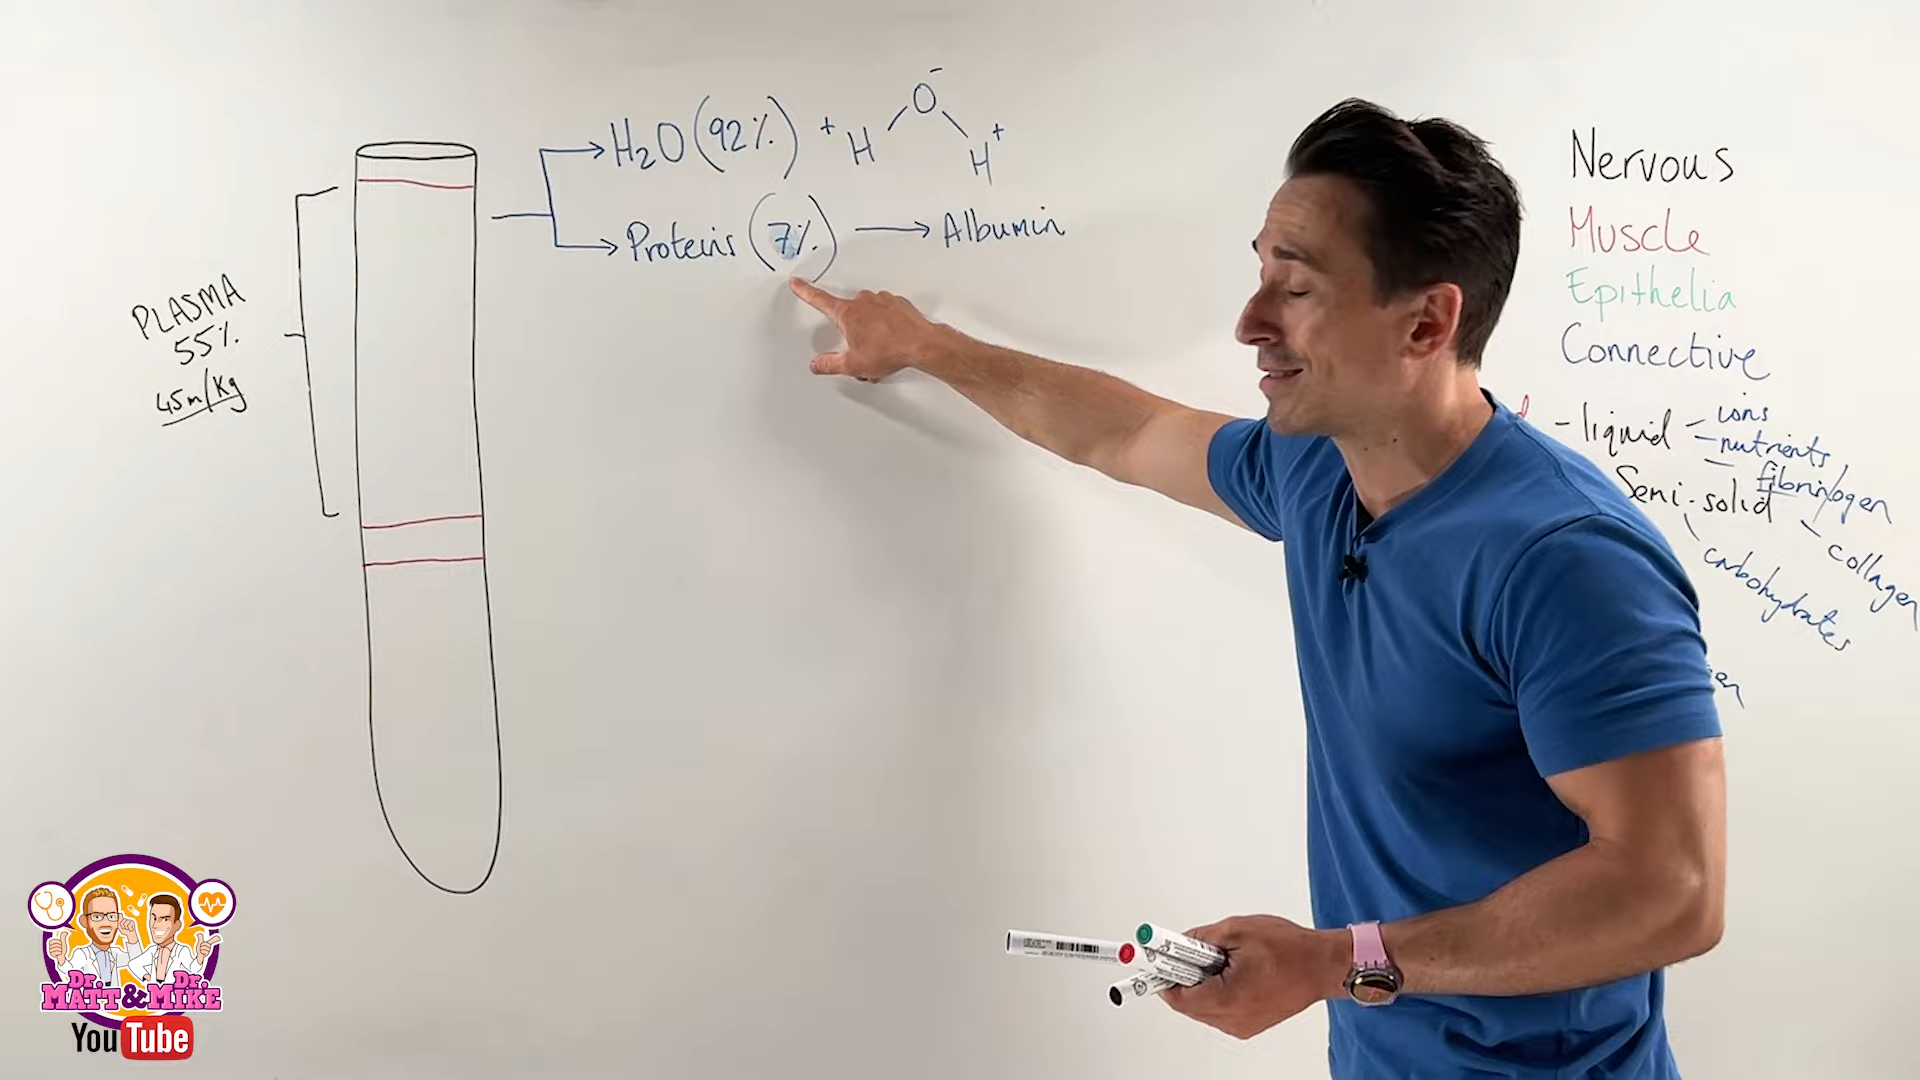 H₂O (92%) + H O⁻ H⁺
Proteins (7%) → Albumin
PLASMA
55%
45m/Kg
Nervous
Muscle
Epithelia
Connective
- liquid - ions
- nutrients
- fibrinogen
Semi-solid
collagen
carbohydrates
Dr. Dr.
MATT & MIKE
YouTube